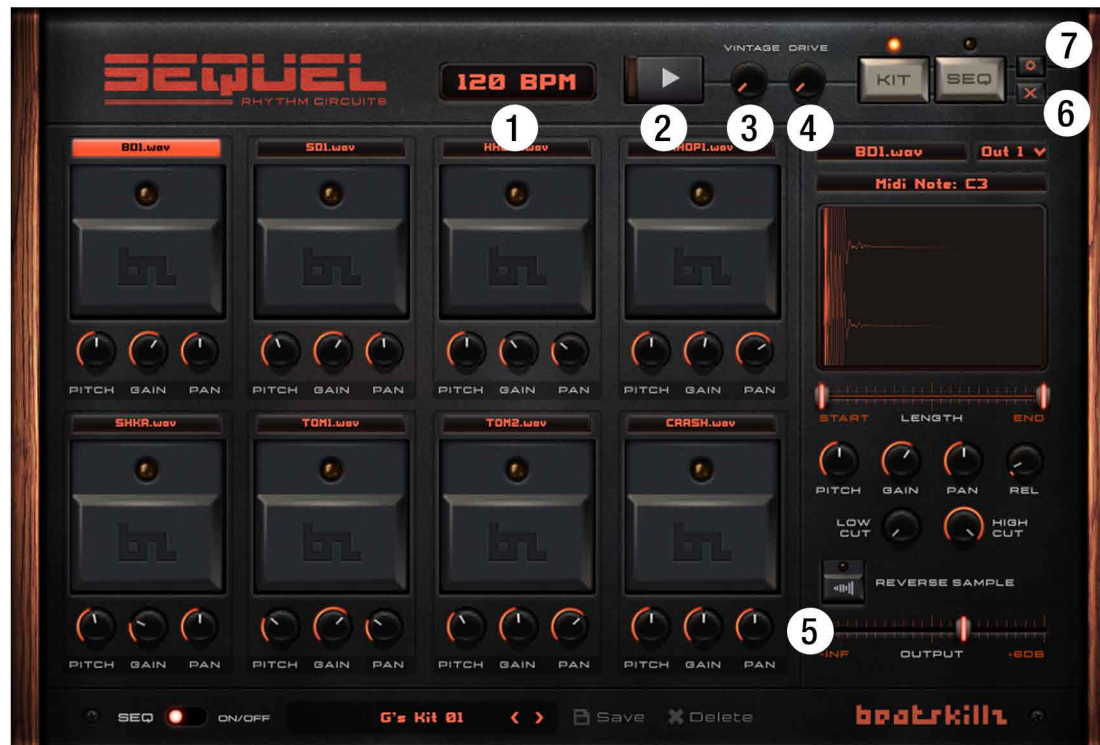 SEQUEL
RHYTHM CIRCUITS
120 BPM
VINTAGE DRIVE
KIT
SEQ
7
6
1
2
3
4
BD1.wav
SD1.wav
BD1.wav
Out 1
Midi Note: C3
PITCH GAIN PAN
PITCH GAIN PAN
PITCH GAIN PAN
PITCH GAIN PAN
START LENGTH END
SHKR.wav
TOM1.wav
TOM2.wav
CRASH.wav
PITCH GAIN PAN REL
LOW CUT
HIGH CUT
REVERSE SAMPLE
5
-INF OUTPUT +6DB
PITCH GAIN PAN
PITCH GAIN PAN
PITCH GAIN PAN
PITCH GAIN PAN
SEQ ON/OFF
G's Kit 01
Save
Delete
beatskillz